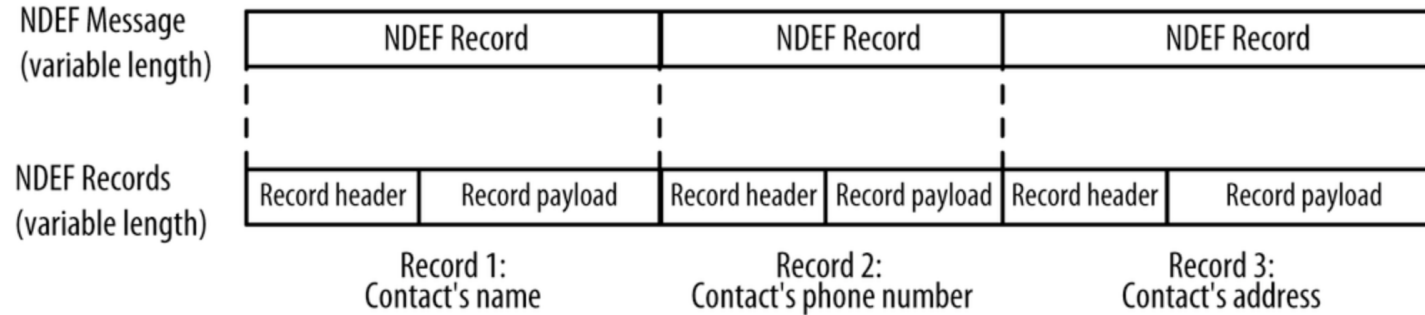 NDEF Message
(variable length)
NDEF Record
NDEF Record
NDEF Record
NDEF Records
(variable length)
Record header
Record payload
Record header
Record payload
Record header
Record payload
Record 1:
Contact's name
Record 2:
Contact's phone number
Record 3:
Contact's address